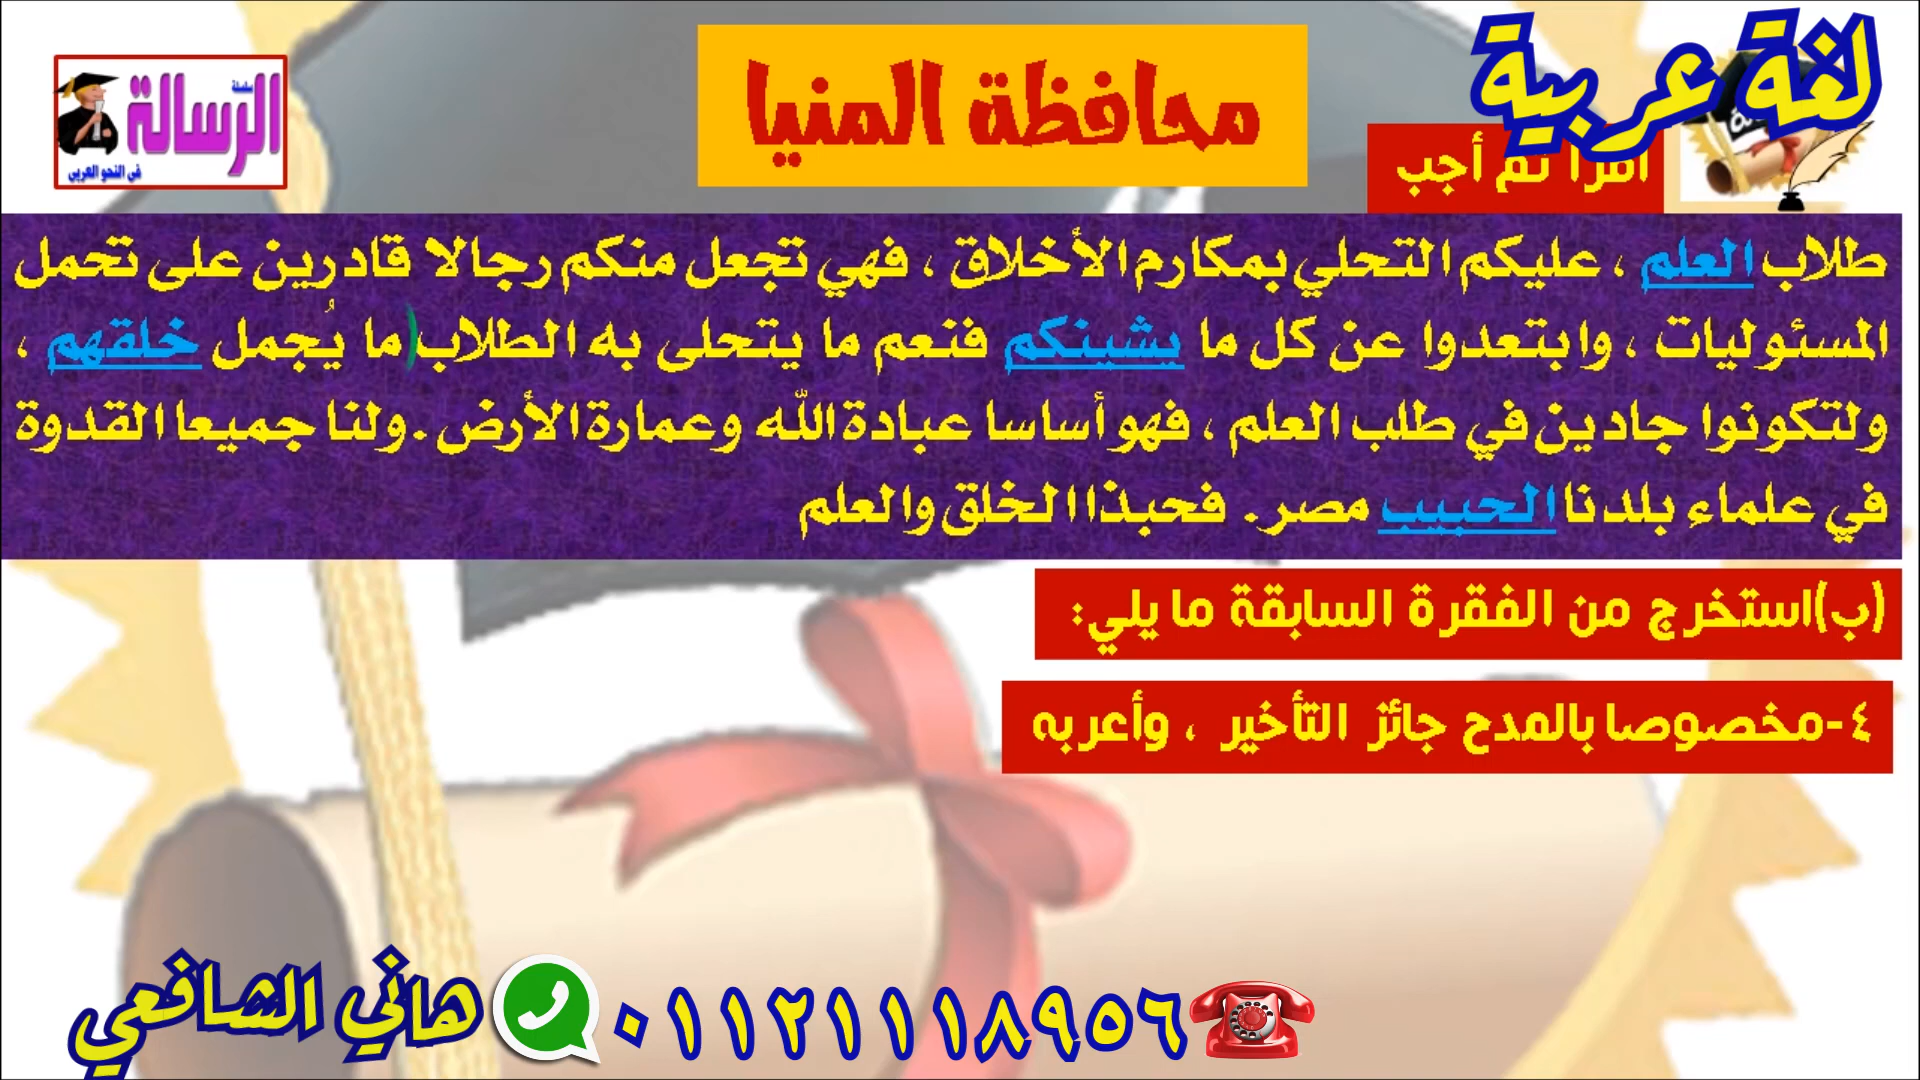 لغة عربية
محافظة المنيا
سلسلة
الرسالة
في النحو العربي
اقرأ ثم أجب
طلاب العلم ، عليكم التحلي بمكارم الأخلاق ، فهي تجعل منكم رجالا قادرين على تحمل
المسئوليات ، وابتعدوا عن كل ما يشينكم فنعم ما يتحلى به الطلاب(ما يُجمل خلقهم ،
ولتكونوا جادين في طلب العلم ، فهو أساسا عبادة الله وعمارة الأرض .ولنا جميعا القدوة
في علماء بلدنا الحبيب مصر. فحبذا الخلق والعلم
(ب)استخرج من الفقرة السابقة ما يلي:
٤-مخصوصا بالمدح جائز التأخير ، وأعربه
هاني الشافعي
٠١١٢١١١٨٩٥٦